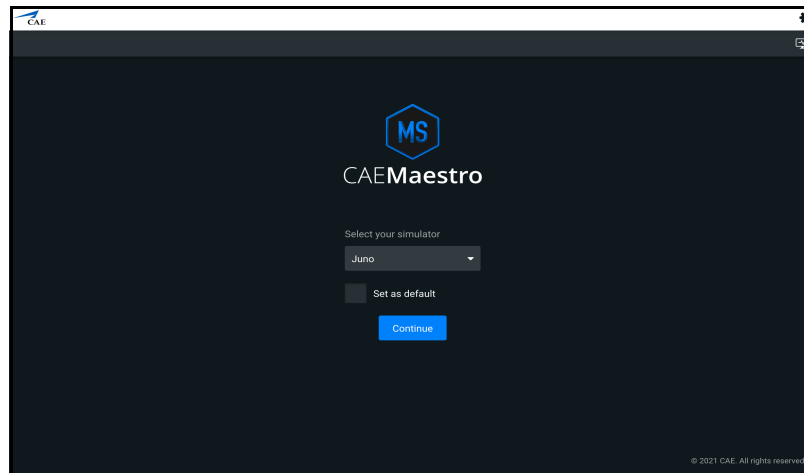 CAE
MS
CAEMaestro
Select your simulator
Juno
Set as default
Continue
© 2021 CAE. All rights reserved